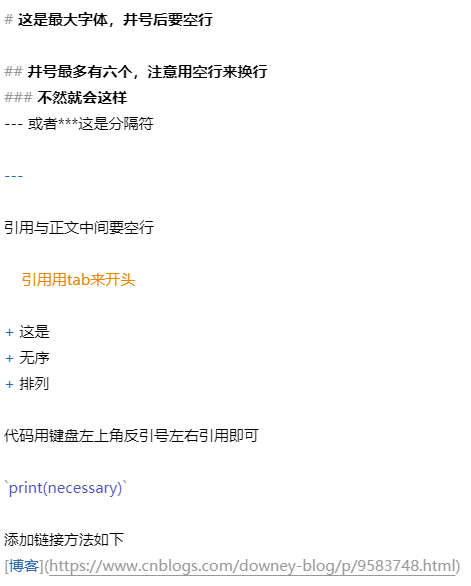 # 这是最大字体，井号后要空行
## 井号最多有六个，注意用空行来换行
### 不然就会这样
--- 或者***这是分隔符
---
引用与正文中间要空行
引用用tab来开头
+ 这是
+ 无序
+ 排列
代码用键盘左上角反引号左右引用即可
`print(necessary)`
添加链接方法如下
[博客](https://www.cnblogs.com/downey-blog/p/9583748.html)